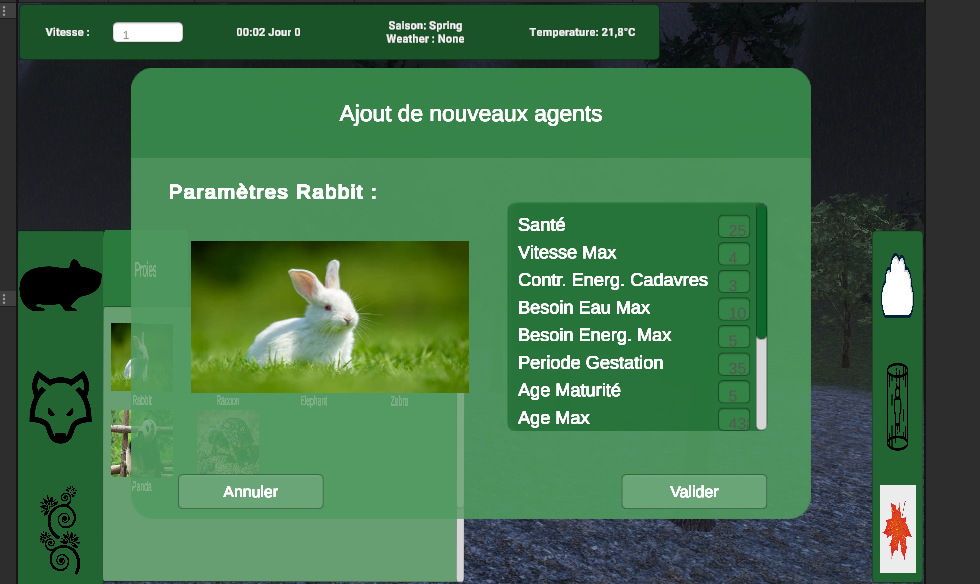 Vitesse :
1
00:02 Jour 0
Saison: Spring
Weather : None
Temperature: 21,8°C
Ajout de nouveaux agents
Paramètres Rabbit :
Proies
Santé 25
Vitesse Max 4
Contr. Energ. Cadavres 3
Besoin Eau Max 10
Besoin Energ. Max 5
Periode Gestation 35
Age Maturité 5
Age Max 43
Rabbit
Racoon
Elephant
Zebra
Panda
Annuler
Valider